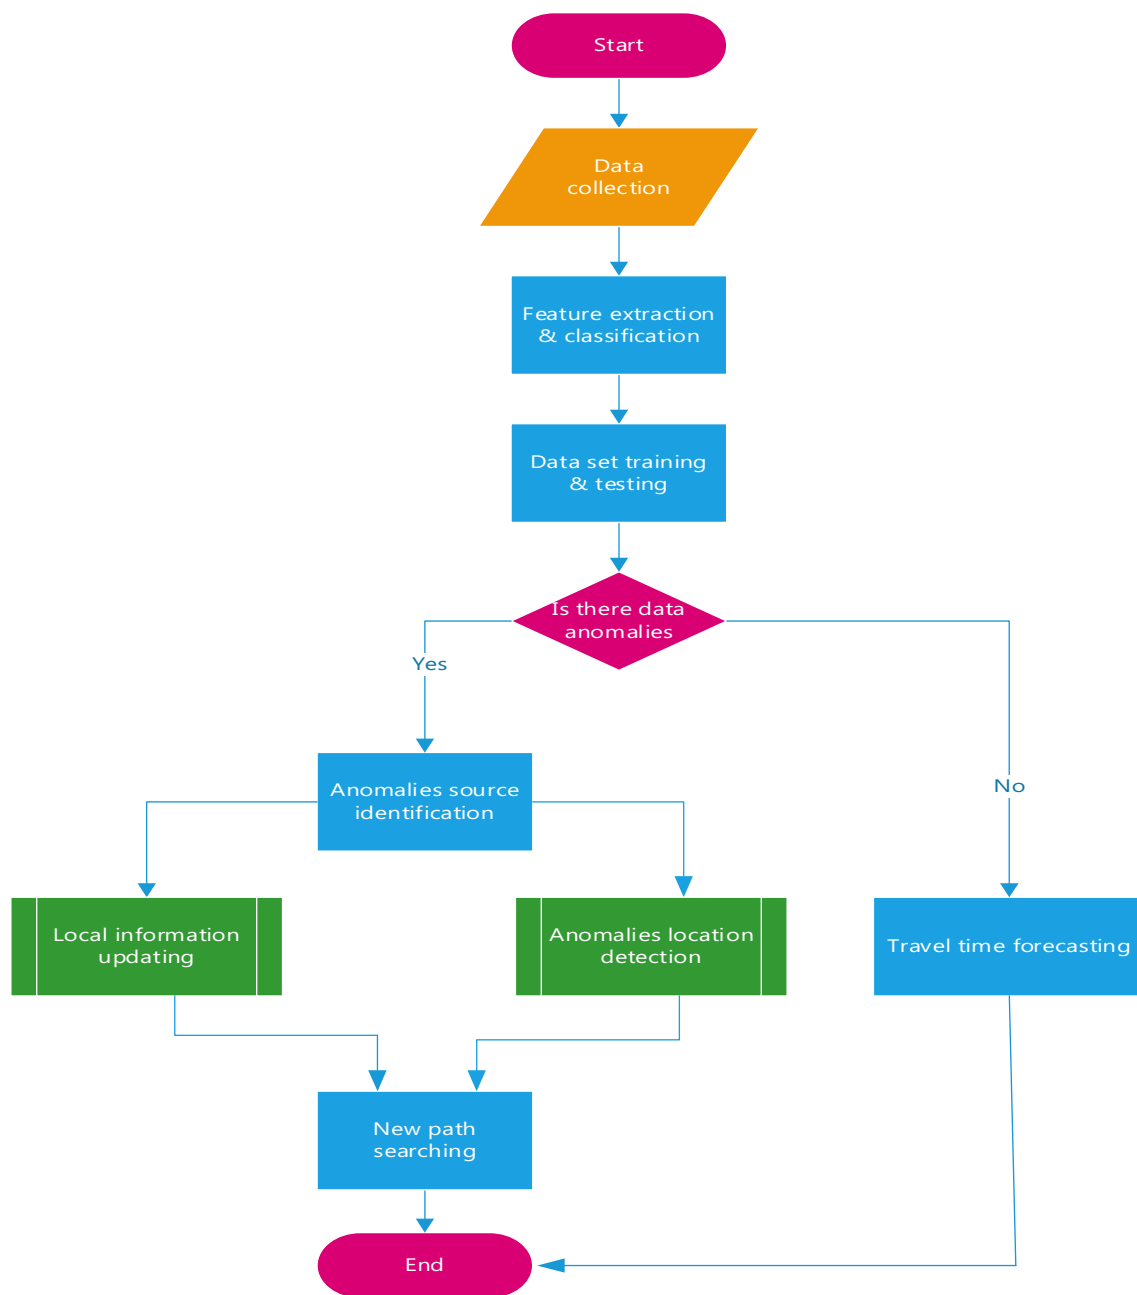 Start
Data
collection
Feature extraction
& classification
Data set training
& testing
Is there data
anomalies
Yes
No
Anomalies source
identification
Local information
updating
Anomalies location
detection
Travel time forecasting
New path
searching
End